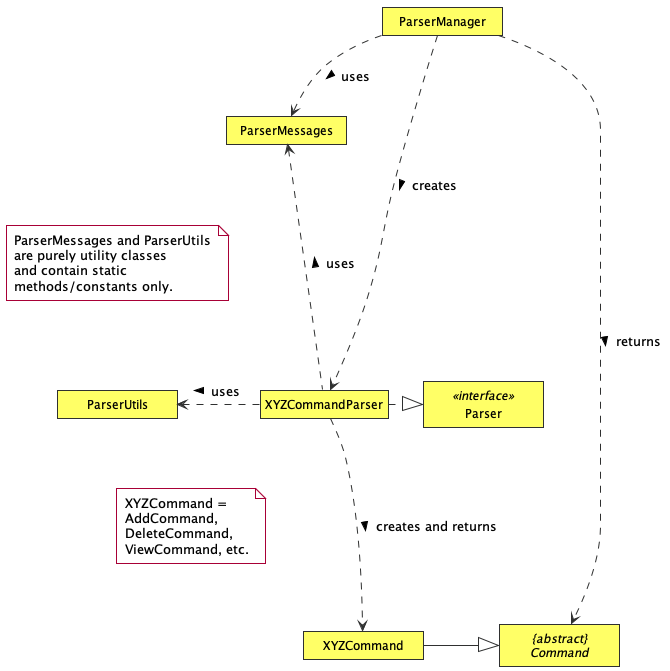 ParserManager
uses
ParserMessages
creates
ParserMessages and ParserUtils
are purely utility classes
and contain static
methods/constants only.
uses
returns
ParserUtils
uses
XYZCommandParser
«interface»
Parser
XYZCommand =
AddCommand,
DeleteCommand,
ViewCommand, etc.
creates and returns
XYZCommand
{abstract}
Command